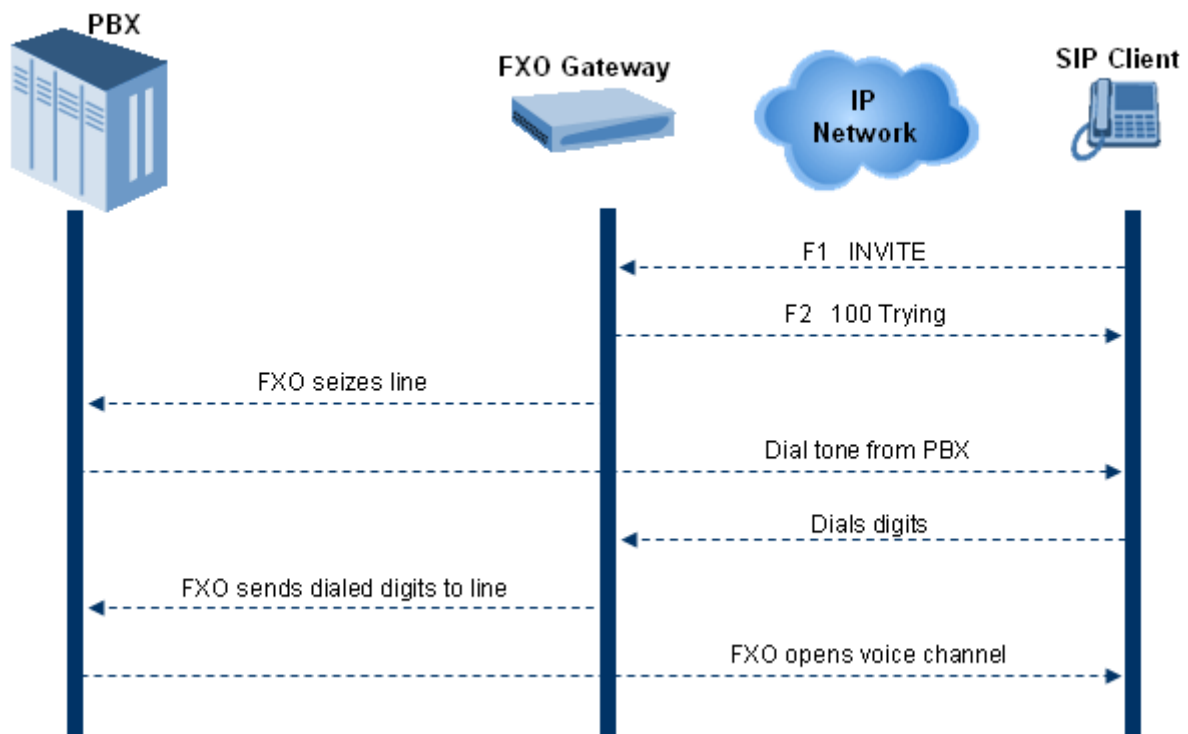 PBX
FXO Gateway
IP
Network
SIP Client
F1 INVITE
F2 100 Trying
FXO seizes line
Dial tone from PBX
Dials digits
FXO sends dialed digits to line
FXO opens voice channel